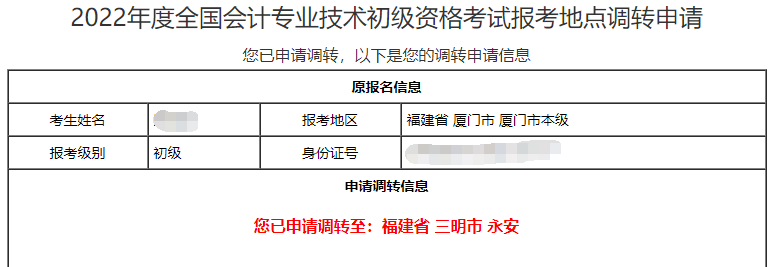 2022年度全国会计专业技术初级资格考试报考地点调转申请
您已申请调转，以下是您的调转申请信息
原报名信息
考生姓名 报考地区 福建省 厦门市 厦门市本级
报考级别 初级 身份证号
申请调转信息
您已申请调转至：福建省 三明市 永安